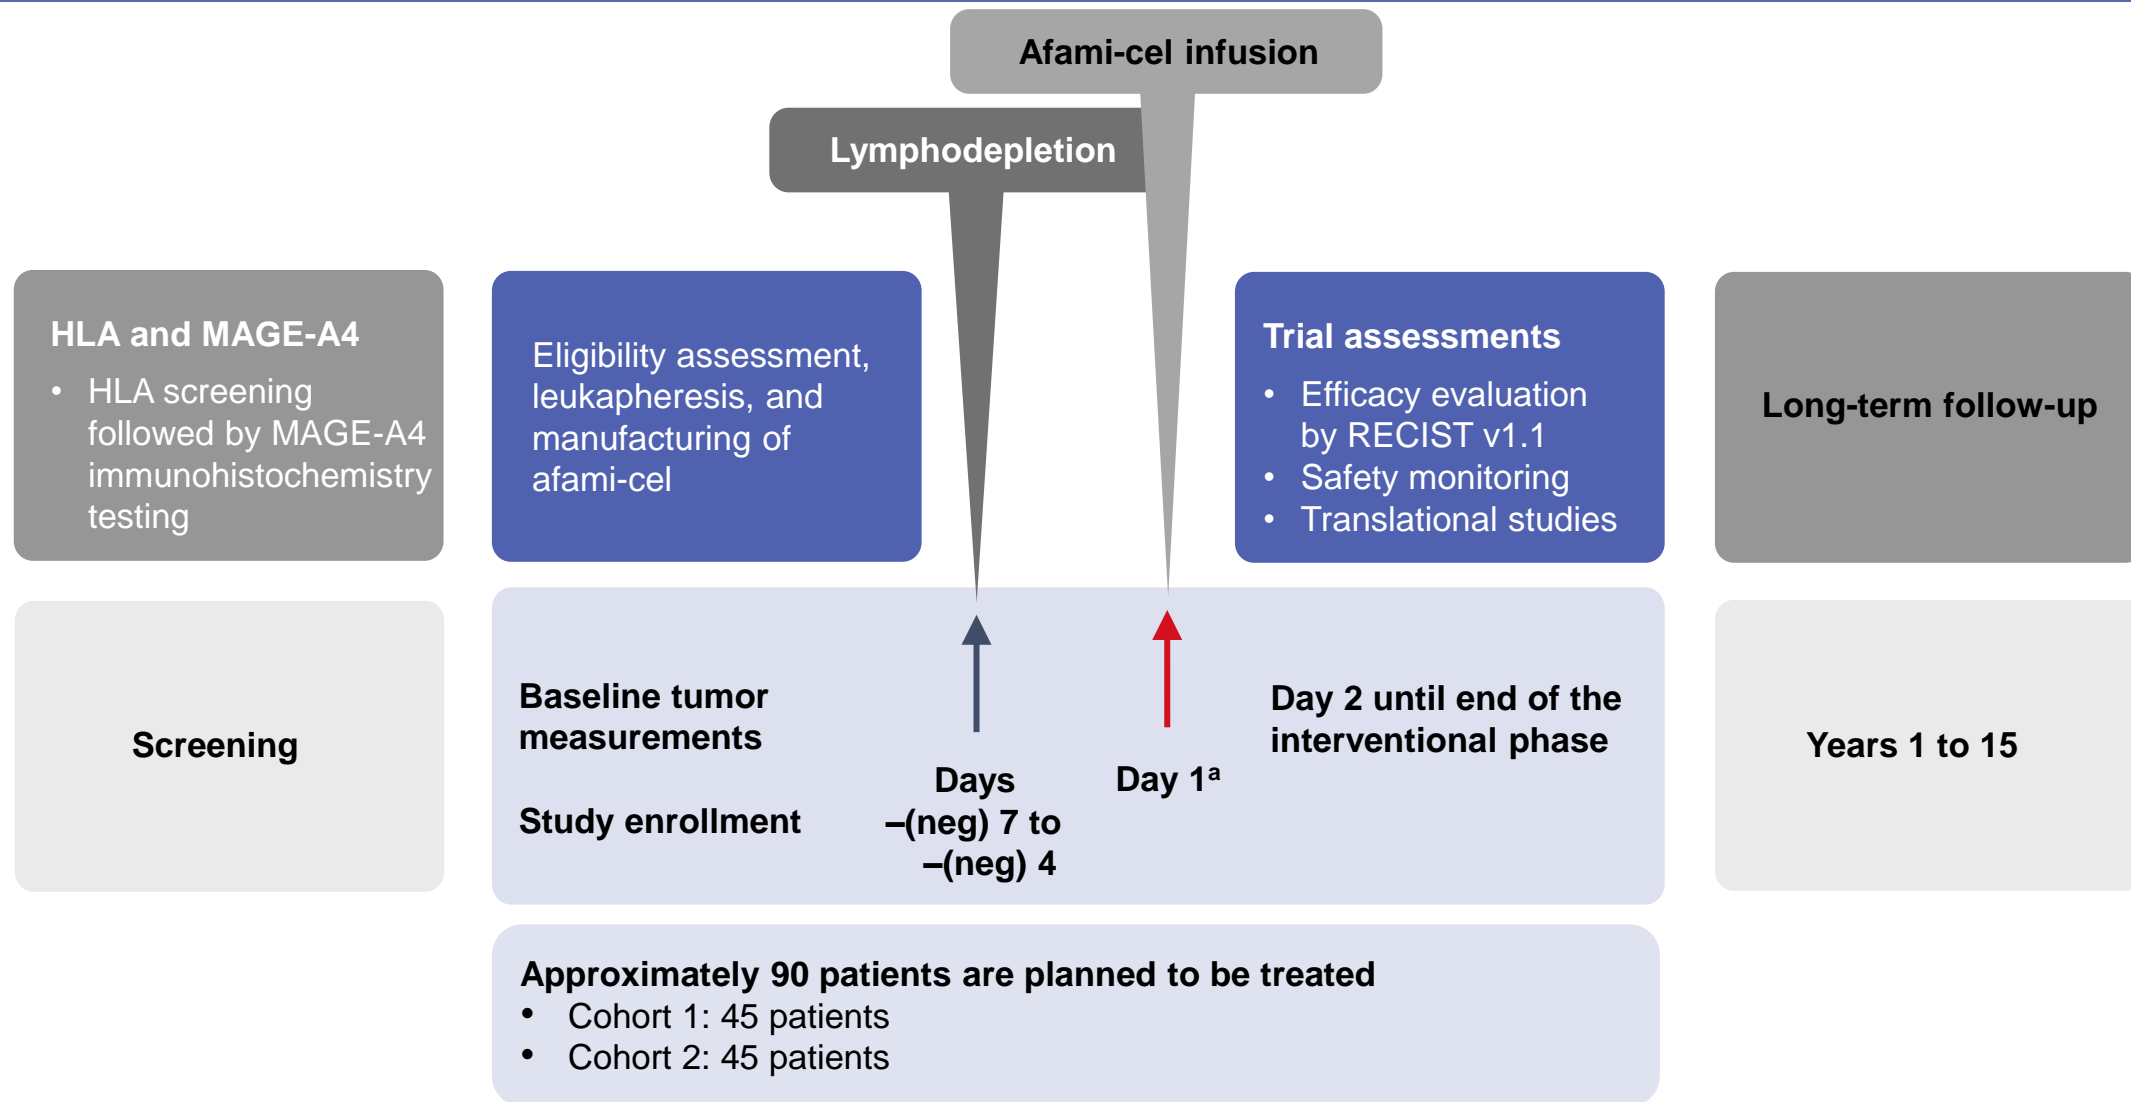 Afami-cel infusion
Lymphodepletion
HLA and MAGE-A4
• HLA screening
followed by MAGE-A4
immunohistochemistry
testing
Eligibility assessment,
leukapheresis, and
manufacturing of
afami-cel
Trial assessments
• Efficacy evaluation
by RECIST v1.1
• Safety monitoring
• Translational studies
Long-term follow-up
Screening
Baseline tumor
measurements
Study enrollment
Days
–(neg) 7 to
–(neg) 4
Day 1ᵃ
Day 2 until end of the
interventional phase
Years 1 to 15
Approximately 90 patients are planned to be treated
• Cohort 1: 45 patients
• Cohort 2: 45 patients